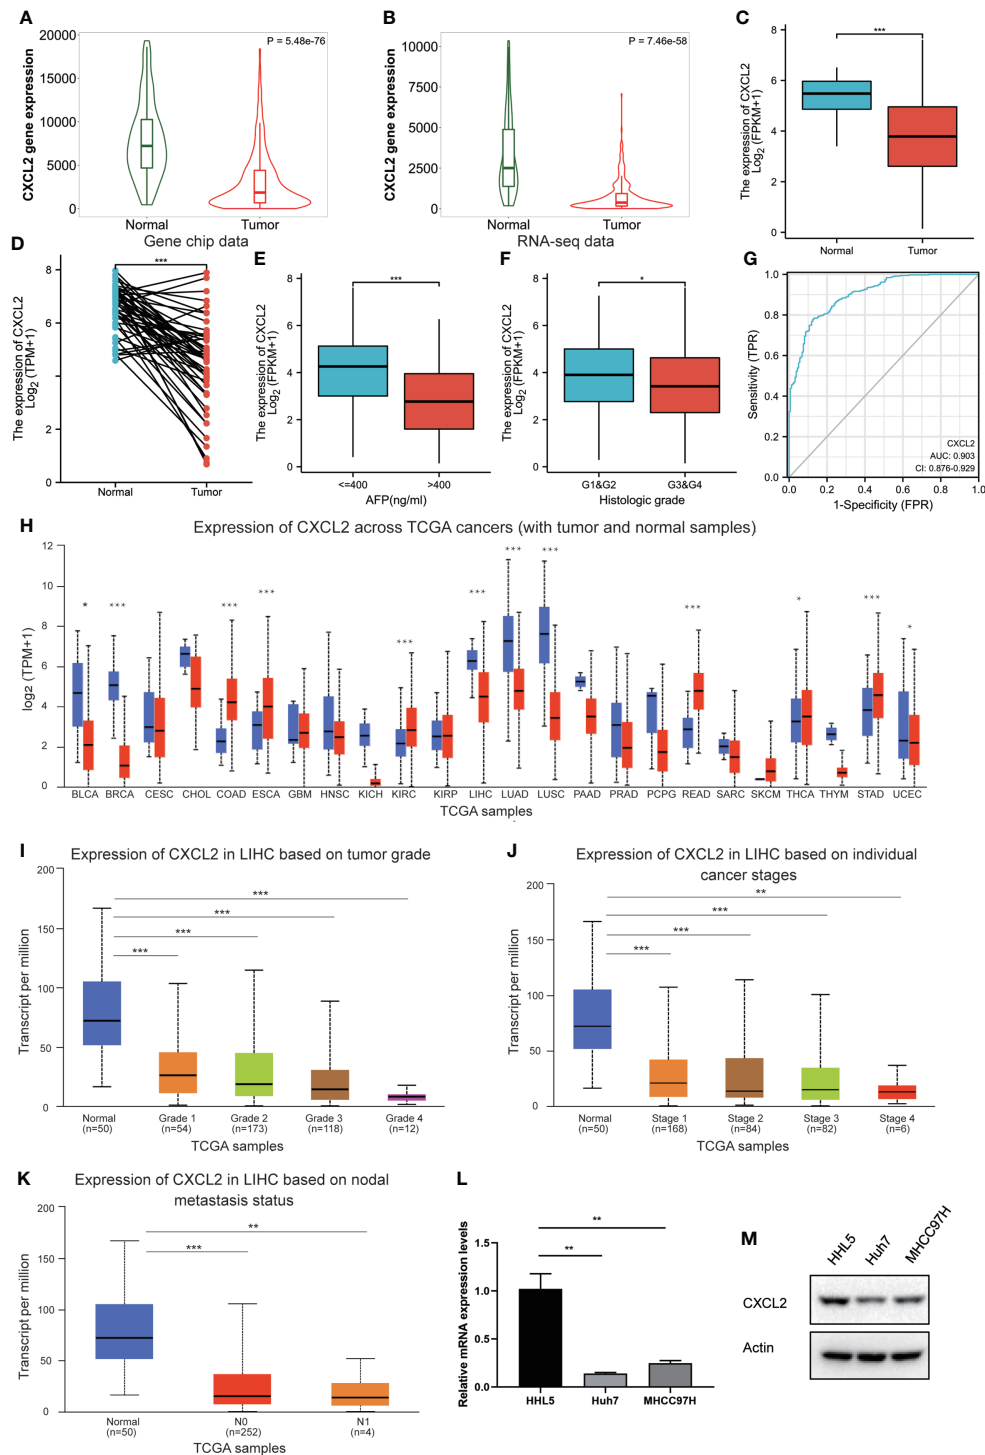 A
CXCL2 gene expression
20000
15000
10000
5000
0
P = 5.48e-76
Normal
Tumor
Gene chip data
B
CXCL2 gene expression
10000
7500
5000
2500
0
P = 7.46e-58
Normal
Tumor
RNA-seq data
C
The expression of CXCL2
Log2 (FPKM+1)
8
6
4
2
0
***
Normal
Tumor
D
The expression of CXCL2
Log2 (TPM+1)
8
6
4
2
0
***
Normal
Tumor
E
The expression of CXCL2
Log2 (FPKM+1)
8
6
4
2
0
***
<=400
>400
AFP(ng/ml)
F
The expression of CXCL2
Log2 (FPKM+1)
8
6
4
2
0
*
G1&G2
G3&G4
Histologic grade
G
Sensitivity (TPR)
1.0
0.8
0.6
0.4
0.2
0.0
CXCL2
AUC: 0.903
CI: 0.876-0.929
0.0 0.2 0.4 0.6 0.8 1.0
1-Specificity (FPR)
H
Expression of CXCL2 across TCGA cancers (with tumor and normal samples)
log2 (TPM+1)
12
10
8
6
4
2
0
* *** *** *** *** *** *** *** *** * *** *
BLCA BRCA CESC CHOL COAD ESCA GBM HNSC KICH KIRC KIRP LIHC LUAD LUSC PAAD PRAD PCPG READ SARC SKCM THCA THYM STAD UCEC
TCGA samples
I
Expression of CXCL2 in LIHC based on tumor grade
Transcript per million
200
150
100
50
0
***
***
***
***
Normal Grade 1 Grade 2 Grade 3 Grade 4
(n=50) (n=54) (n=173) (n=118) (n=12)
TCGA samples
J
Expression of CXCL2 in LIHC based on individual
cancer stages
Transcript per million
200
150
100
50
0
**
***
***
***
Normal Stage 1 Stage 2 Stage 3 Stage 4
(n=50) (n=168) (n=84) (n=82) (n=6)
TCGA samples
K
Expression of CXCL2 in LIHC based on nodal
metastasis status
Transcript per million
200
150
100
50
0
**
***
Normal N0 N1
(n=50) (n=252) (n=4)
TCGA samples
L
Relative mRNA expression levels
1.5
1.0
0.5
0.0
**
**
HHL5 Huh7 MHCC97H
M
HHL5
Huh7
MHCC97H
CXCL2
Actin